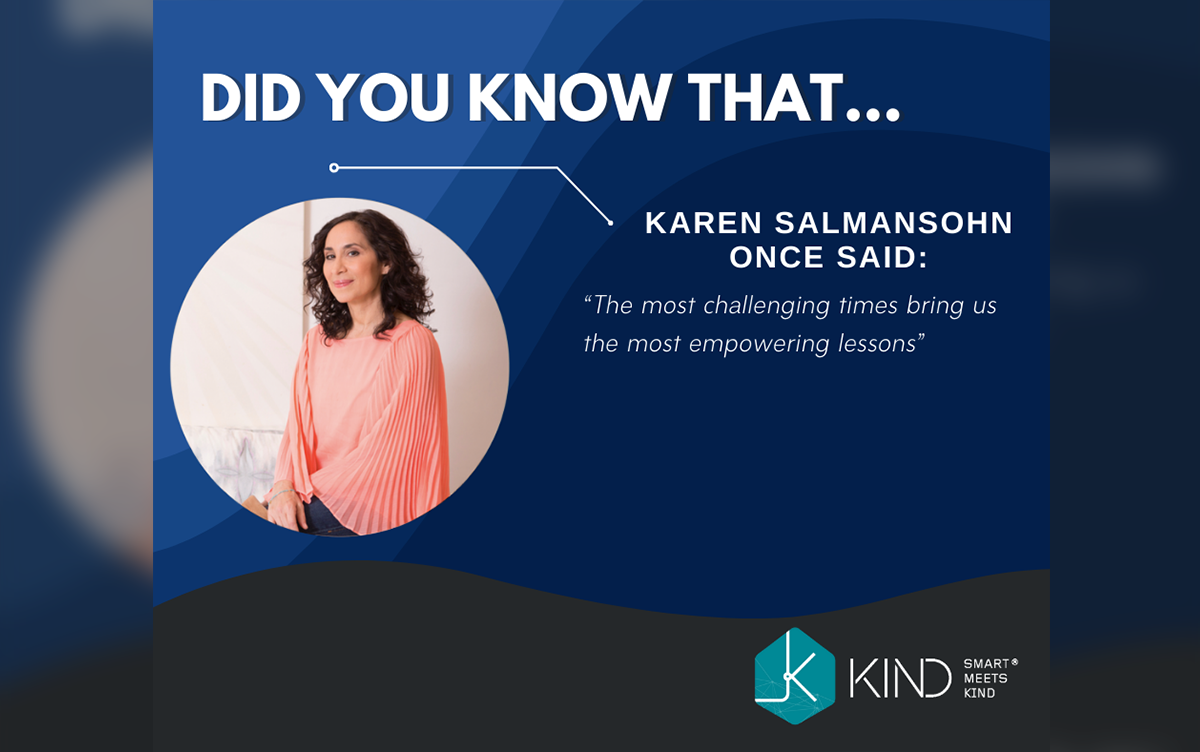 DID YOU KNOW THAT...
KAREN SALMANSOHN
ONCE SAID:
“The most challenging times bring us
the most empowering lessons”
KIND
SMART®
MEETS
KIND